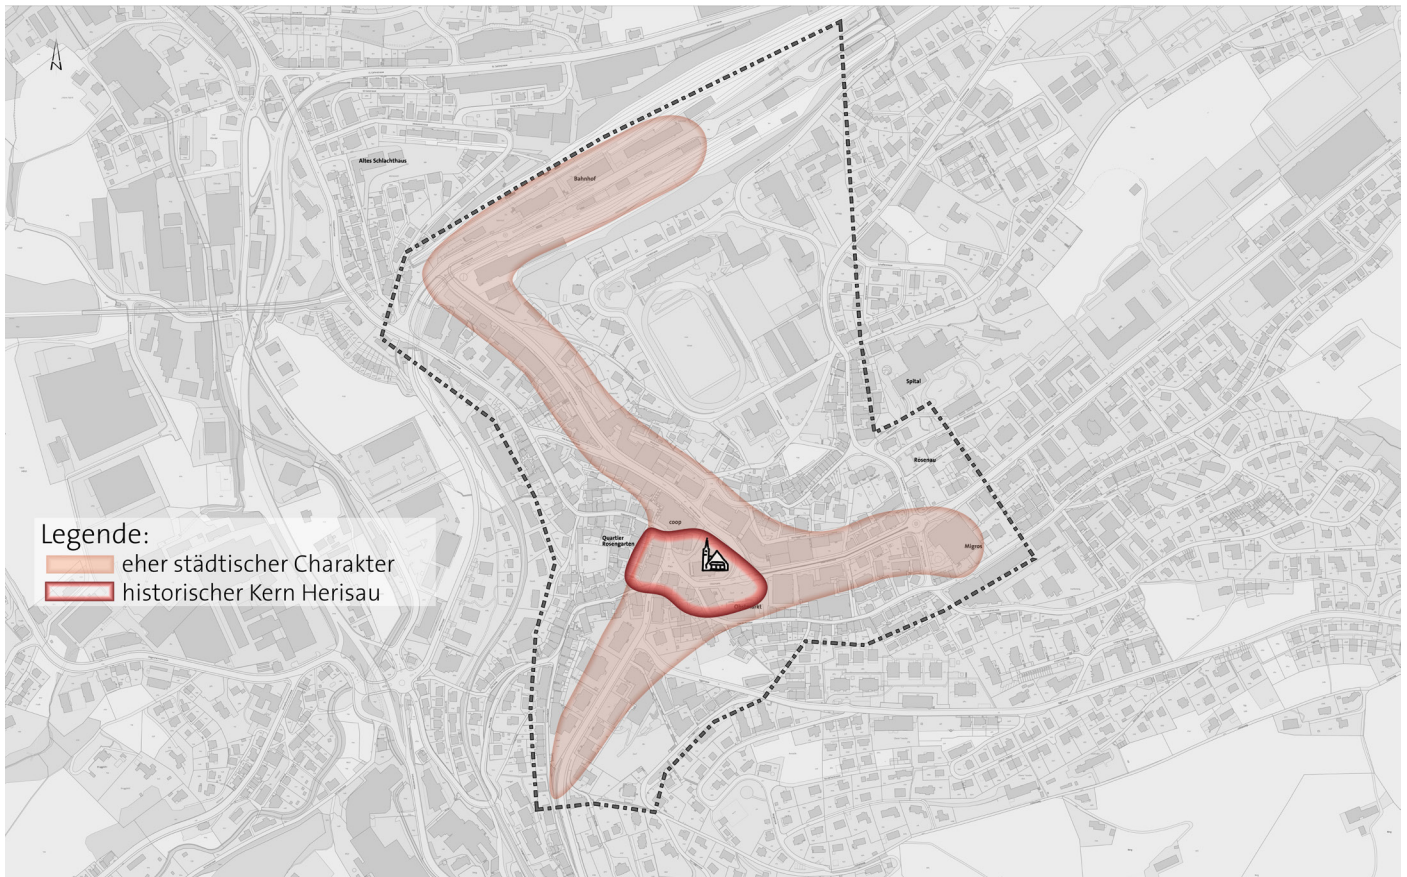 Altes Schlachthaus
Bahnhof
Spital
Rosenau
coop
Quartier
Rosengarten
Migros
Legende:
eher städtischer Charakter
historischer Kern Herisau